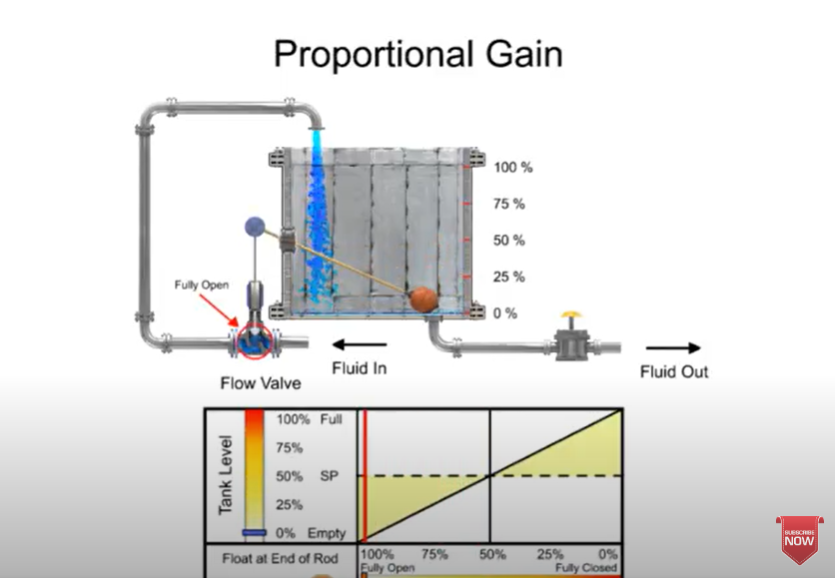 Proportional Gain
100 %
75 %
50 %
25 %
0 %
Fully Open
Flow Valve
Fluid In
Fluid Out
Tank Level
100% Full
75%
50% SP
25%
0% Empty
Float at End of Rod
100% 75% 50% 25% 0%
Fully Open Fully Closed
SUBSCRIBE
NOW